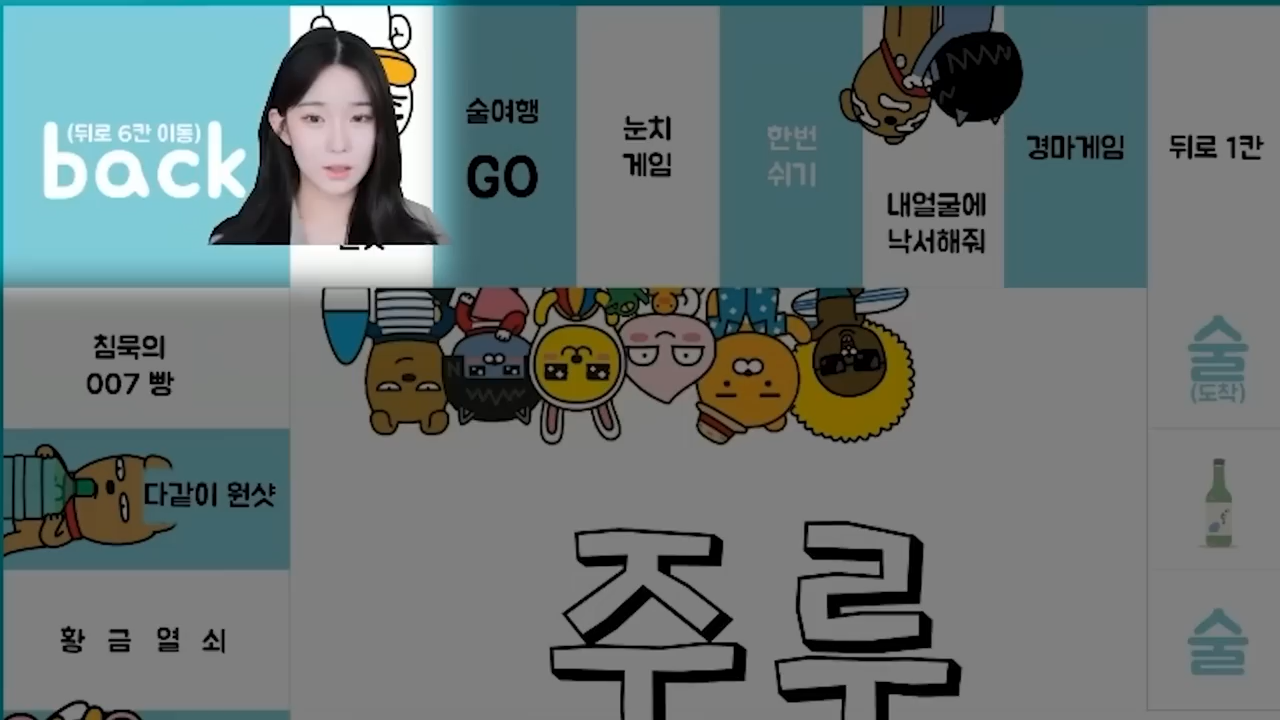 (뒤로 6칸 이동)
back
술여행
GO
눈치
게임
한번
쉬기
내얼굴에
낙서해줘
경마게임
뒤로 1칸
침묵의
007 빵
술
(도착)
다같이 원샷
황 금 열 쇠
술
주루